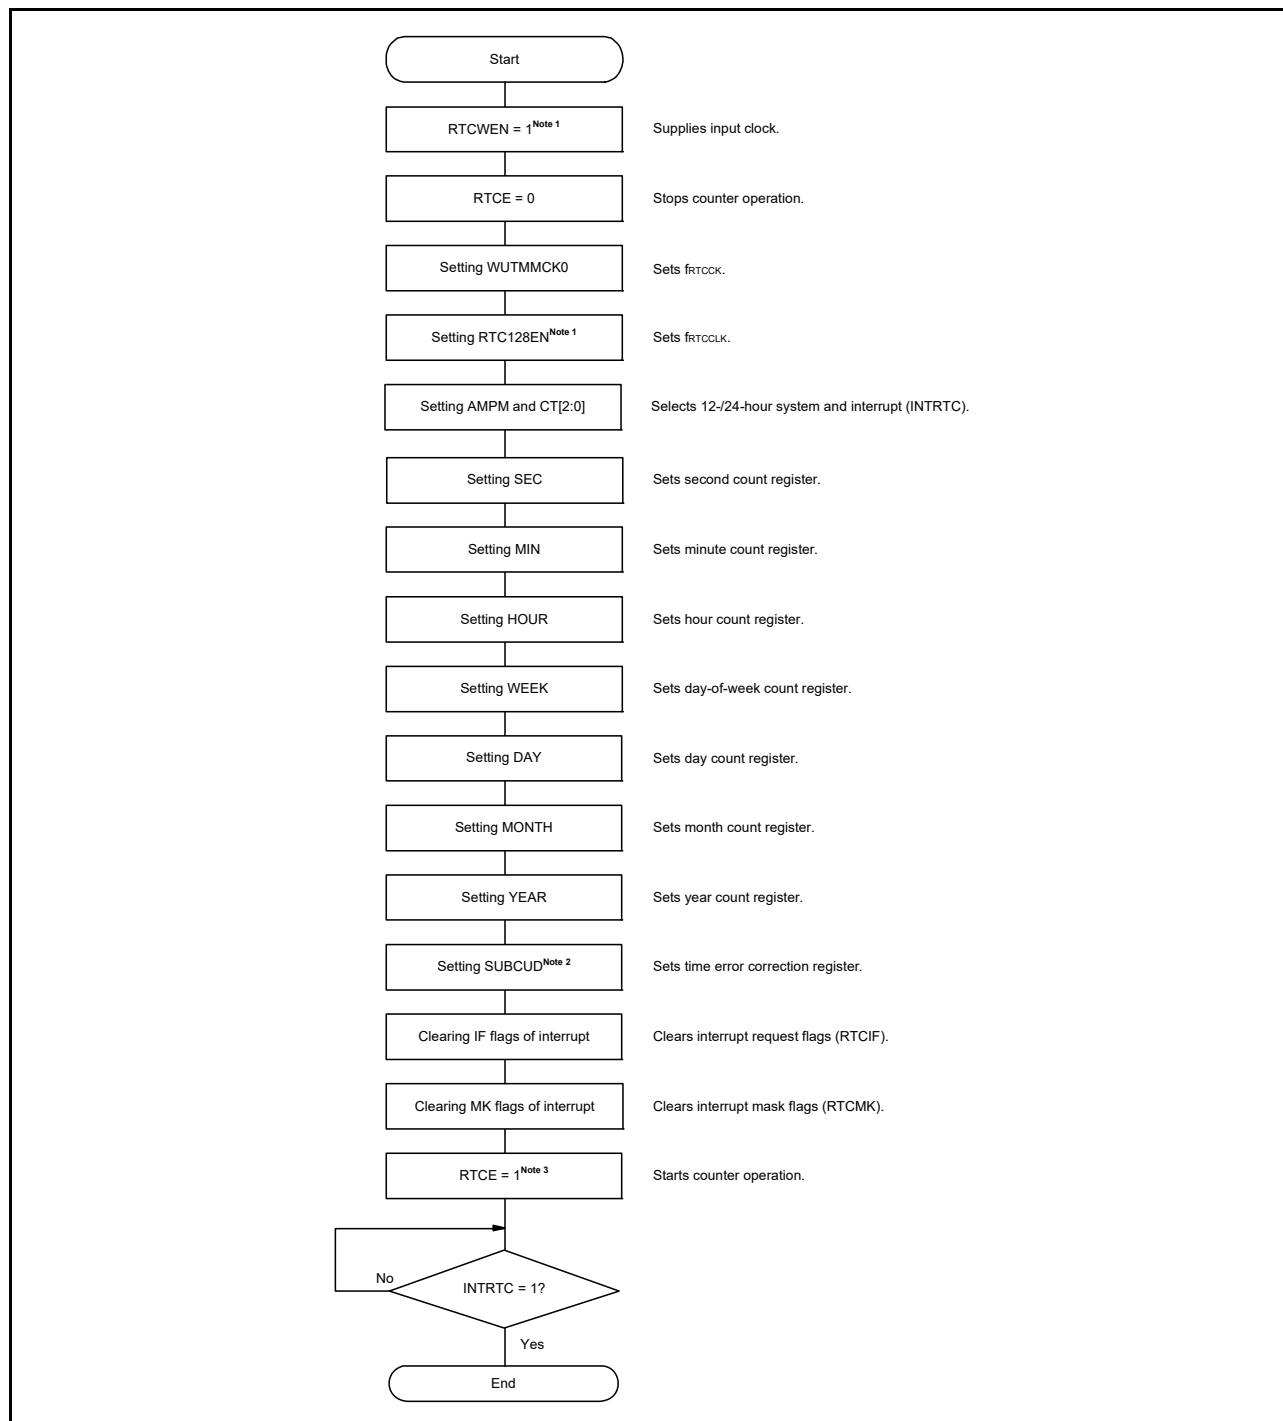 Start
RTCWEN = 1Note 1 Supplies input clock.
RTCE = 0 Stops counter operation.
Setting WUTMMCK0 Sets fRTCCK.
Setting RTC128ENNote 1 Sets fRTCCLK.
Setting AMPM and CT[2:0] Selects 12-/24-hour system and interrupt (INTRTC).
Setting SEC Sets second count register.
Setting MIN Sets minute count register.
Setting HOUR Sets hour count register.
Setting WEEK Sets day-of-week count register.
Setting DAY Sets day count register.
Setting MONTH Sets month count register.
Setting YEAR Sets year count register.
Setting SUBCUDNote 2 Sets time error correction register.
Clearing IF flags of interrupt Clears interrupt request flags (RTCIF).
Clearing MK flags of interrupt Clears interrupt mask flags (RTCMK).
RTCE = 1Note 3 Starts counter operation.
No
INTRTC = 1?
Yes
End